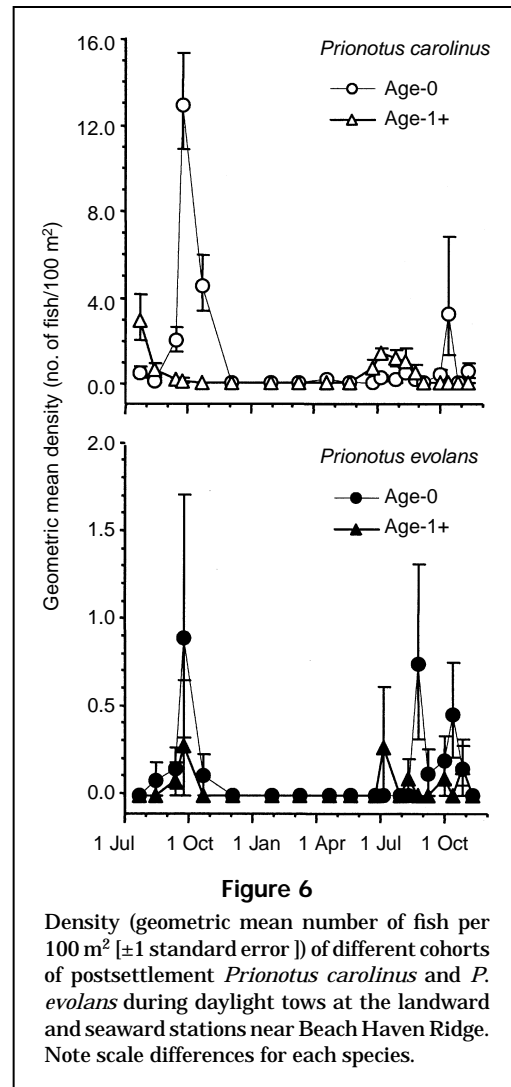 16.0
12.0
8.0
4.0
0.0
Prionotus carolinus
Age-0
Age-1+
Geometric mean density (no. of fish/100 m²)
2.0
1.5
1.0
0.5
0.0
Prionotus evolans
Age-0
Age-1+
1 Jul
1 Oct
1 Jan
1 Apr
1 Jul
1 Oct
Figure 6
Density (geometric mean number of fish per
100 m² [±1 standard error ]) of different cohorts
of postsettlement Prionotus carolinus and P.
evolans during daylight tows at the landward
and seaward stations near Beach Haven Ridge.
Note scale differences for each species.